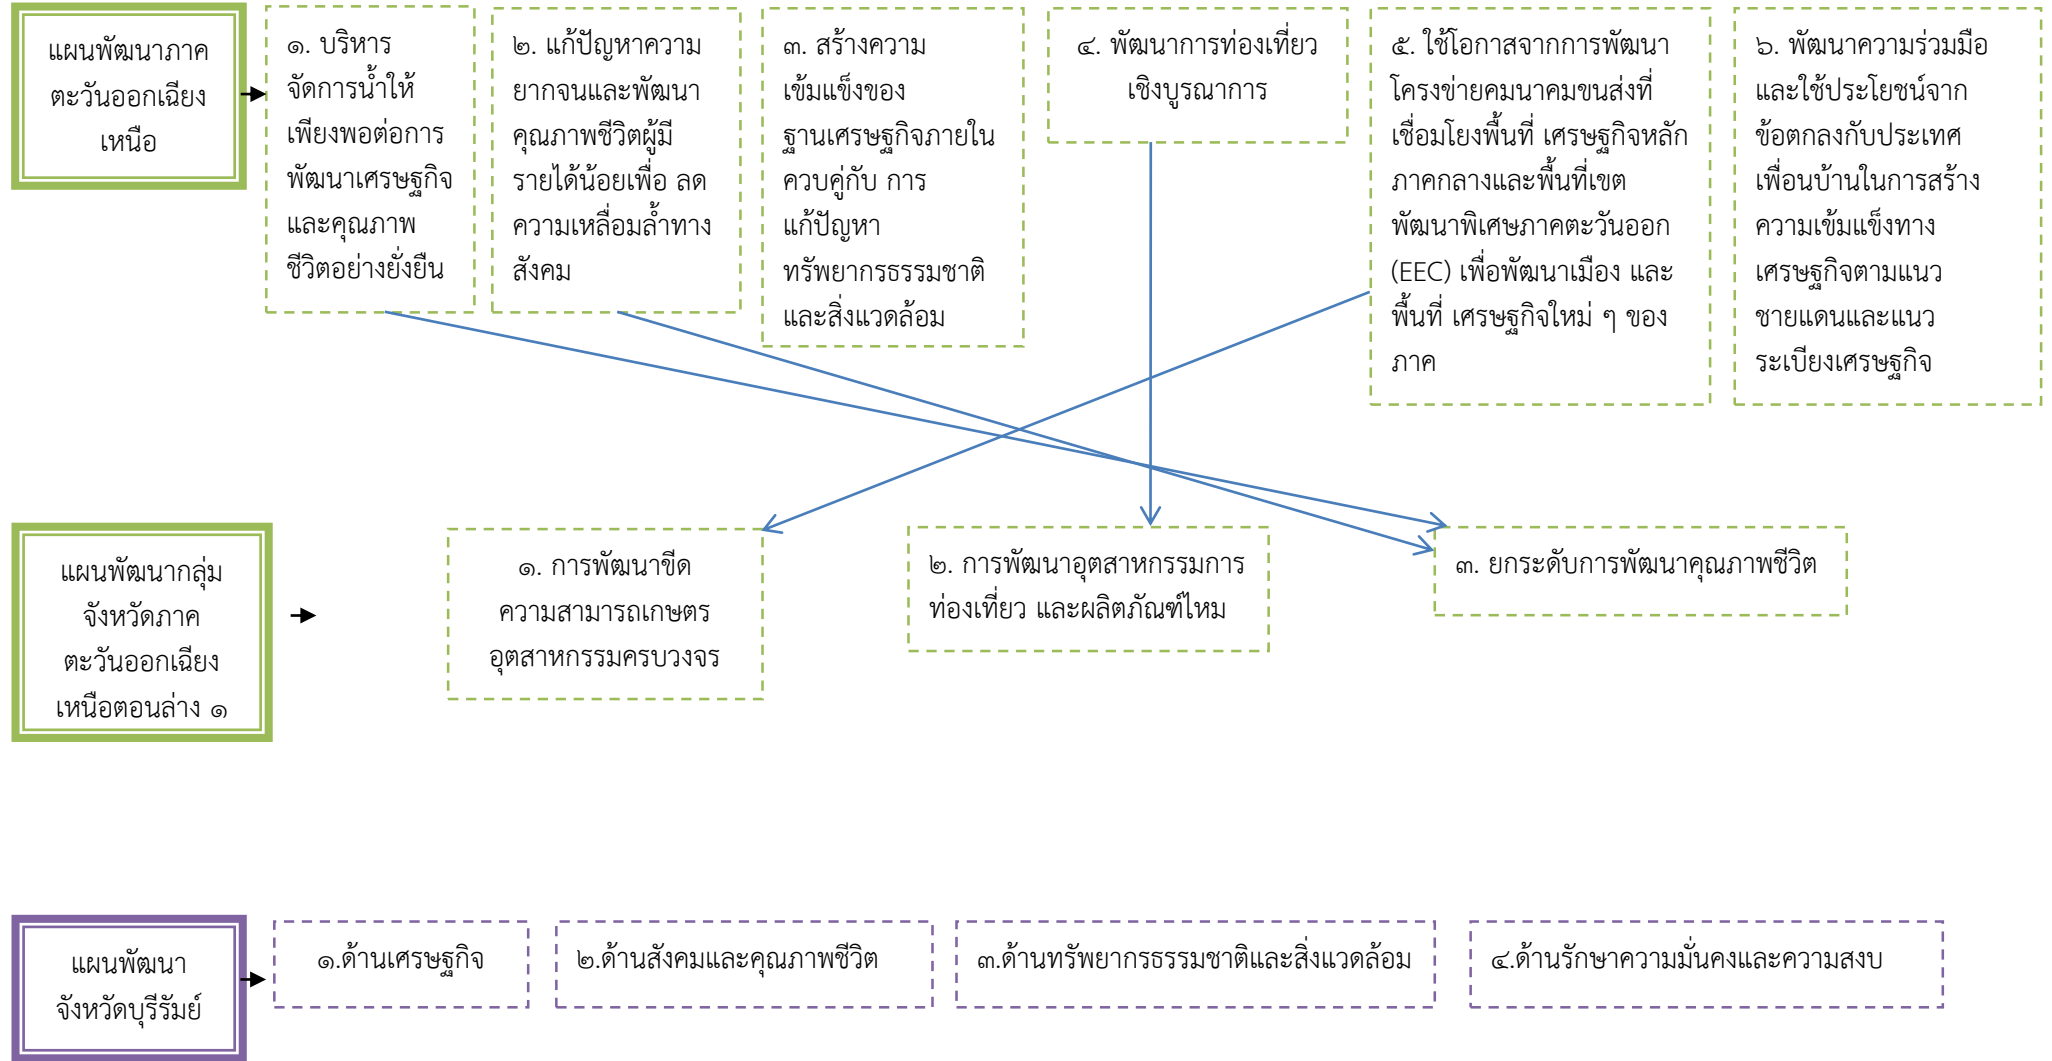 แผนพัฒนาภาค
ตะวันออกเฉียง
เหนือ
๑. บริหาร
จัดการน้ำให้
เพียงพอต่อการ
พัฒนาเศรษฐกิจ
และคุณภาพ
ชีวิตอย่างยั่งยืน
๒. แก้ปัญหาความ
ยากจนและพัฒนา
คุณภาพชีวิตผู้มี
รายได้น้อยเพื่อ ลด
ความเหลื่อมล้ำทาง
สังคม
๓. สร้างความ
เข้มแข็งของ
ฐานเศรษฐกิจภายใน
ควบคู่กับ การ
แก้ปัญหา
ทรัพยากรธรรมชาติ
และสิ่งแวดล้อม
๔. พัฒนาการท่องเที่ยว
เชิงบูรณาการ
๕. ใช้โอกาสจากการพัฒนา
โครงข่ายคมนาคมขนส่งที่
เชื่อมโยงพื้นที่ เศรษฐกิจหลัก
ภาคกลางและพื้นที่เขต
พัฒนาพิเศษภาคตะวันออก
(EEC) เพื่อพัฒนาเมือง และ
พื้นที่ เศรษฐกิจใหม่ ๆ ของ
ภาค
๖. พัฒนาความร่วมมือ
และใช้ประโยชน์จาก
ข้อตกลงกับประเทศ
เพื่อนบ้านในการสร้าง
ความเข้มแข็งทาง
เศรษฐกิจตามแนว
ชายแดนและแนว
ระเบียงเศรษฐกิจ
แผนพัฒนากลุ่ม
จังหวัดภาค
ตะวันออกเฉียง
เหนือตอนล่าง ๑
๑. การพัฒนาขีด
ความสามารถเกษตร
อุตสาหกรรมครบวงจร
๒. การพัฒนาอุตสาหกรรมการ
ท่องเที่ยว และผลิตภัณฑ์ไหม
๓. ยกระดับการพัฒนาคุณภาพชีวิต
แผนพัฒนา
จังหวัดบุรีรัมย์
๑.ด้านเศรษฐกิจ
๒.ด้านสังคมและคุณภาพชีวิต
๓.ด้านทรัพยากรธรรมชาติและสิ่งแวดล้อม
๔.ด้านรักษาความมั่นคงและความสงบ